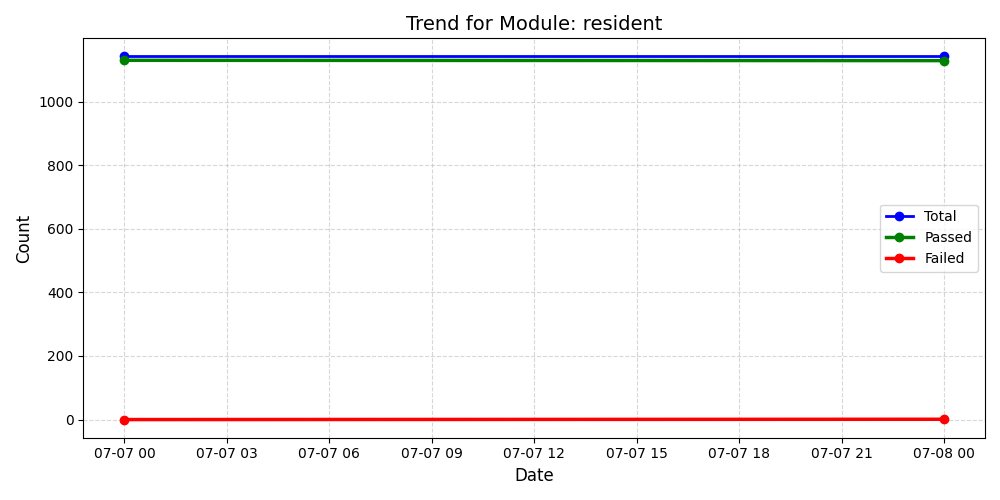 Trend for Module: resident
Count
1000
800
600
400
200
0
Total
Passed
Failed
07-07 00 07-07 03 07-07 06 07-07 09 07-07 12 07-07 15 07-07 18 07-07 21 07-08 00
Date